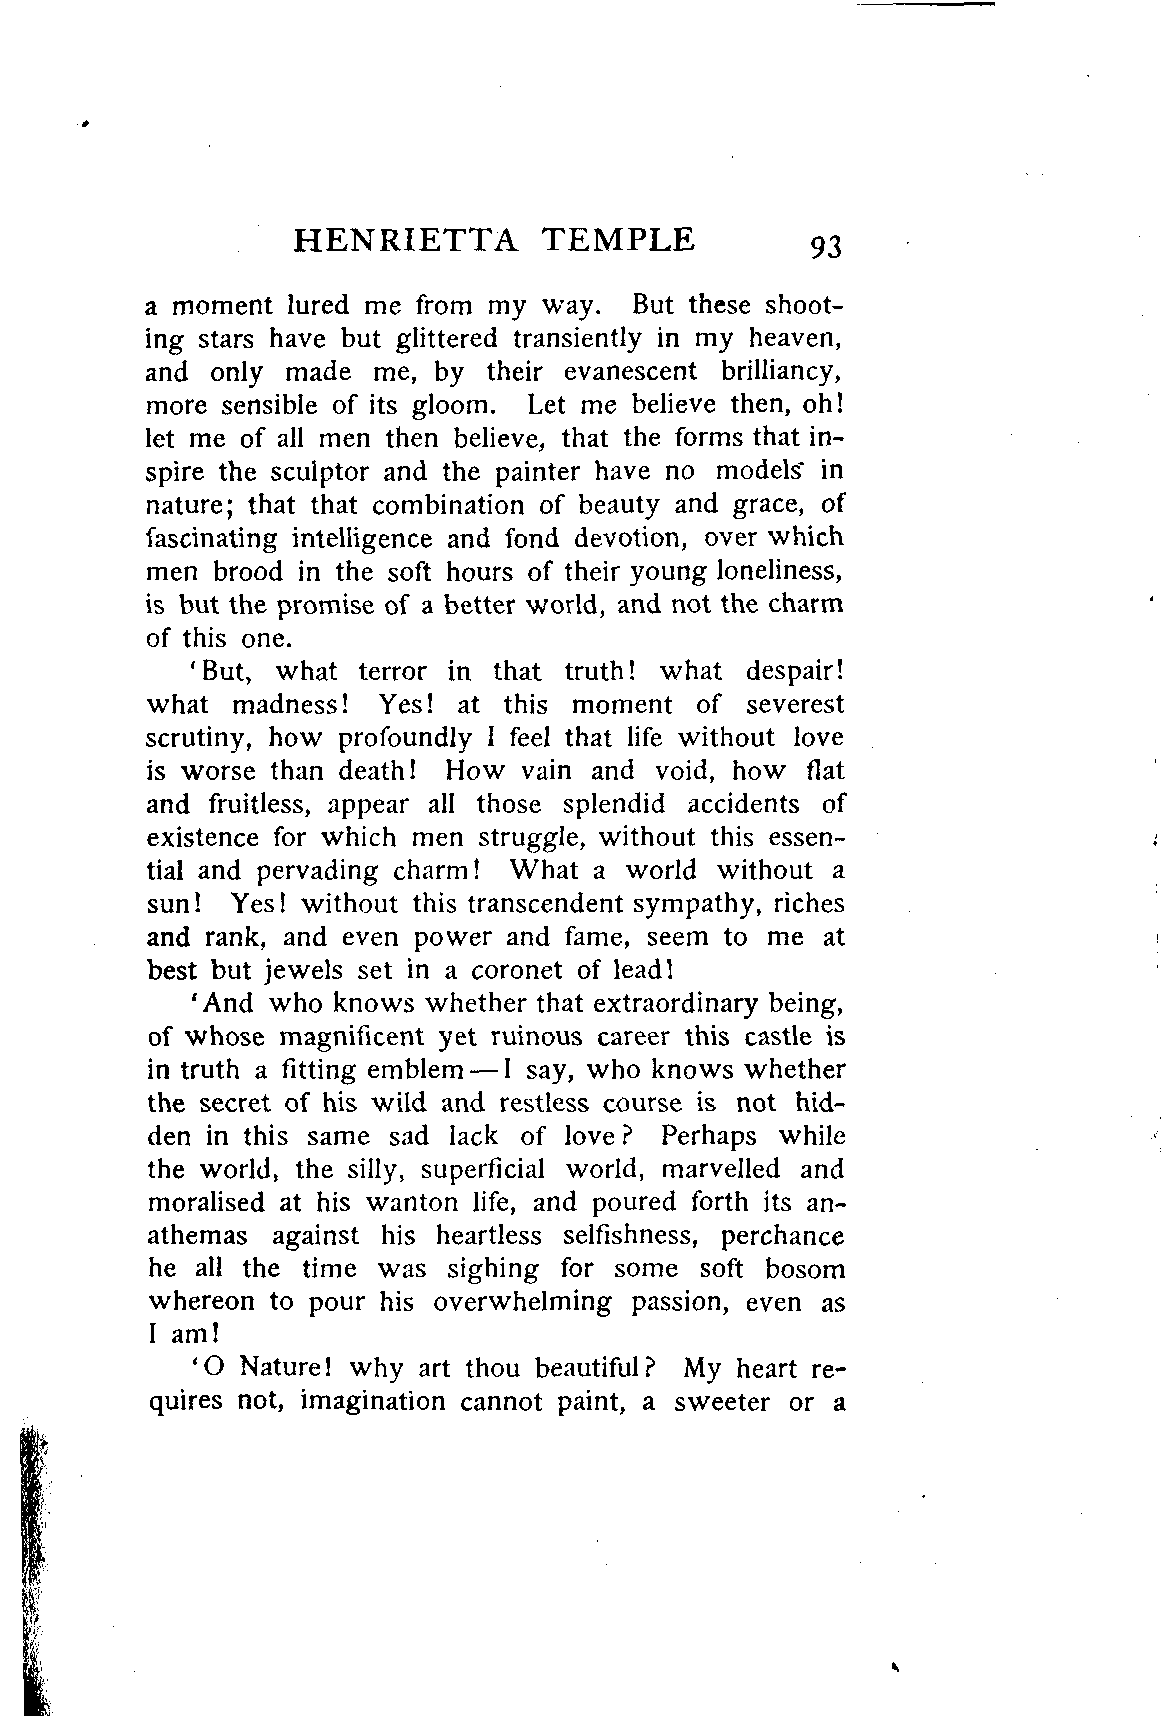 HENRIETTA TEMPLE 93
a moment lured me from my way. But these shoot-
ing stars have but glittered transiently in my heaven,
and only made me, by their evanescent brilliancy,
more sensible of its gloom. Let me believe then, oh!
let me of all men then believe, that the forms that in-
spire the sculptor and the painter have no models in
nature; that that combination of beauty and grace, of
fascinating intelligence and fond devotion, over which
men brood in the soft hours of their young loneliness,
is but the promise of a better world, and not the charm
of this one.
‘But, what terror in that truth! what despair!
what madness! Yes! at this moment of severest
scrutiny, how profoundly I feel that life without love
is worse than death! How vain and void, how flat
and fruitless, appear all those splendid accidents of
existence for which men struggle, without this essen-
tial and pervading charm! What a world without a
sun! Yes! without this transcendent sympathy, riches
and rank, and even power and fame, seem to me at
best but jewels set in a coronet of lead!
‘And who knows whether that extraordinary being,
of whose magnificent yet ruinous career this castle is
in truth a fitting emblem—I say, who knows whether
the secret of his wild and restless course is not hid-
den in this same sad lack of love? Perhaps while
the world, the silly, superficial world, marvelled and
moralised at his wanton life, and poured forth its an-
athemas against his heartless selfishness, perchance
he all the time was sighing for some soft bosom
whereon to pour his overwhelming passion, even as
I am!
‘O Nature! why art thou beautiful? My heart re-
quires not, imagination cannot paint, a sweeter or a